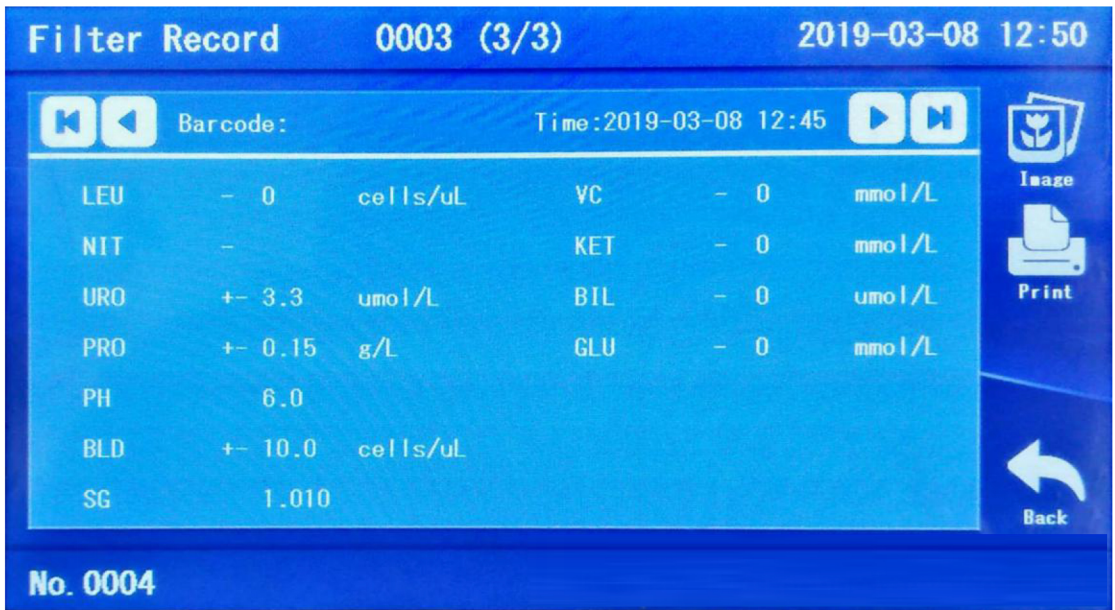 Filter Record 0003 (3/3) 2019-03-08 12:50
Barcode: Time:2019-03-08 12:45
Image
LEU - 0 cells/uL VC - 0 mmol/L
NIT - KET - 0 mmol/L
Print
URO +- 3.3 umol/L BIL - 0 umol/L
PRO +- 0.15 g/L GLU - 0 mmol/L
PH 6.0
BLD +- 10.0 cells/uL
SG 1.010
Back
No. 0004